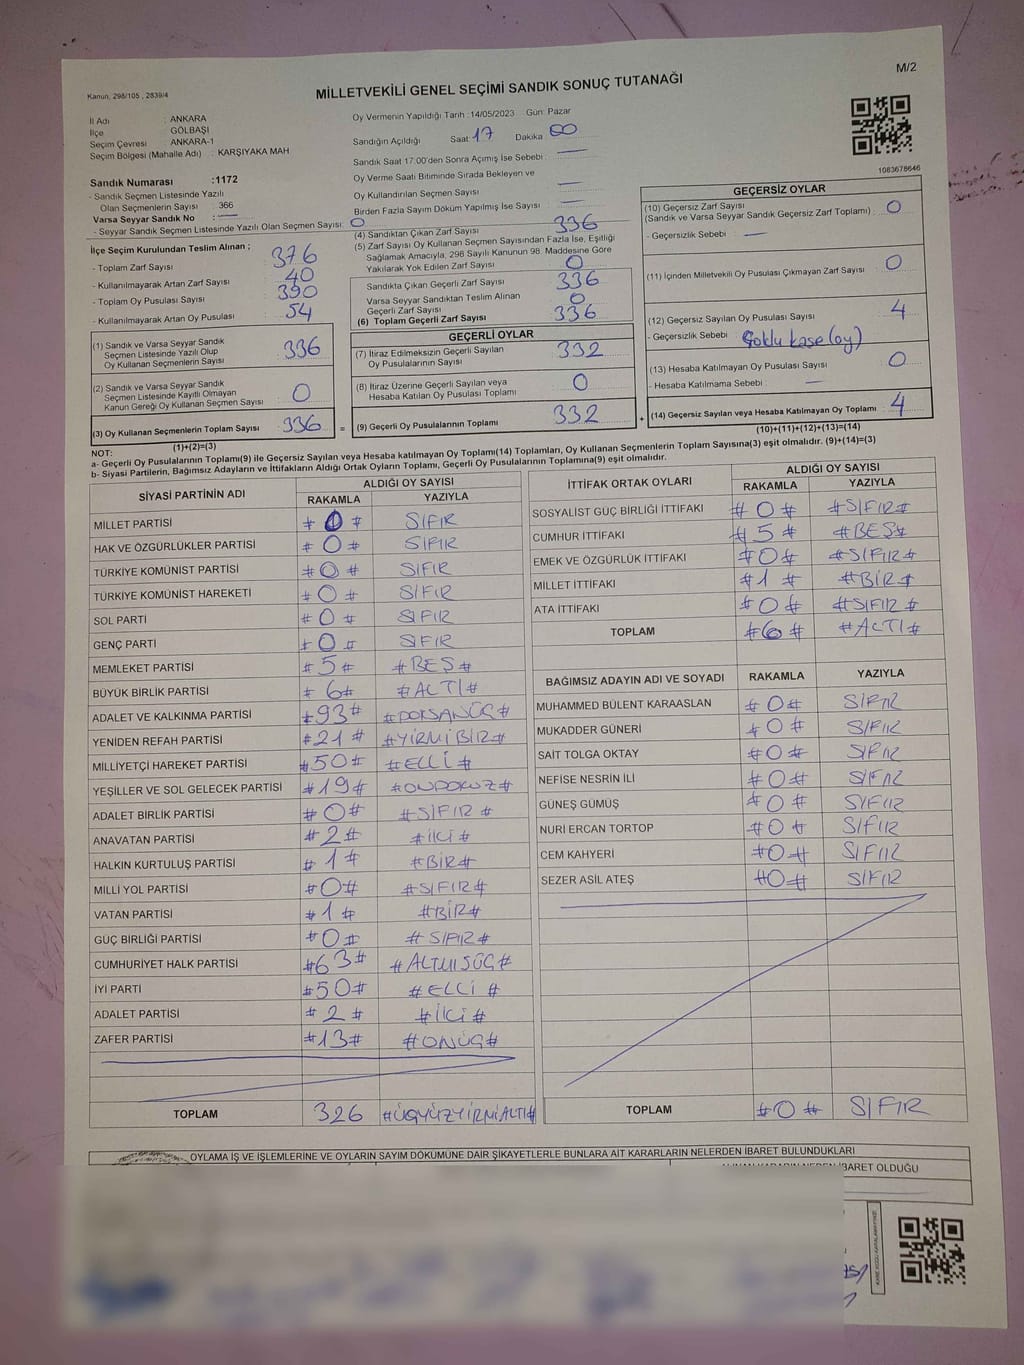 M/2
Kanun, 298/105 , 2839/4
MİLLETVEKİLİ GENEL SEÇİMİ SANDIK SONUÇ TUTANAĞI
İl Adı : ANKARA
İlçe : GÖLBAŞI
Seçim Çevresi : ANKARA-1
Seçim Bölgesi (Mahalle Adı) : KARŞIYAKA MAH.
Sandık Numarası :1172
- Sandık Seçmen Listesinde Yazılı
Olan Seçmenlerin Sayısı : 366
Varsa Seyyar Sandık No : —
- Seyyar Sandık Seçmen Listesinde Yazılı Olan Seçmen Sayısı: 0
İlçe Seçim Kurulundan Teslim Alınan ;
- Toplam Zarf Sayısı : 376
- Kullanılmayarak Artan Zarf Sayısı : 40
- Toplam Oy Pusulası Sayısı : 390
- Kullanılmayarak Artan Oy Pusulası : 54
(1) Sandık ve Varsa Seyyar Sandık
Seçmen Listesinde Yazılı Olup
Oy Kullanan Seçmenlerin Sayısı : 336
(2) Sandık ve Varsa Seyyar Sandık
Seçmen Listesinde Kayıtlı Olmayan
Kanun Gereği Oy Kullanan Seçmen Sayısı : 0
(3) Oy Kullanan Seçmenlerin Toplam Sayısı : 336
(1)+(2)=(3)
Oy Vermenin Yapıldığı Tarih :14/05/2023 Gün: Pazar
Sandığın Açıldığı Saat: 17 Dakika : 00
Sandık Saat 17:00'den Sonra Açımış İse Sebebi : —
Oy Verme Saati Bitiminde Sırada Bekleyen ve
Oy Kullandırılan Seçmen Sayısı : —
Birden Fazla Sayım Döküm Yapılmış İse Sayısı : —
(4) Sandıktan Çıkan Zarf Sayısı : 336
(5) Zarf Sayısı Oy Kullanan Seçmen Sayısından Fazla İse, Eşitliği
Sağlamak Amacıyla, 298 Sayılı Kanunun 98. Maddesine Göre
Yakılarak Yok Edilen Zarf Sayısı : 0
Sandıkta Çıkan Geçerli Zarf Sayısı : 336
Varsa Seyyar Sandıktan Teslim Alınan
Geçerli Zarf Sayısı : 0
(6) Toplam Geçerli Zarf Sayısı : 336
GEÇERLİ OYLAR
(7) İtiraz Edilmeksizin Geçerli Sayılan
Oy Pusulalarının Sayısı : 332
(8) İtiraz Üzerine Geçerli Sayılan veya
Hesaba Katılan Oy Pusulası Toplamı : 0
= (9) Geçerli Oy Pusulalarının Toplamı : 332
1083678646
GEÇERSİZ OYLAR
(10) Geçersiz Zarf Sayısı
(Sandık ve Varsa Seyyar Sandık Geçersiz Zarf Toplamı) : 0
- Geçersizlik Sebebi : —
(11) İçinden Milletvekili Oy Pusulası Çıkmayan Zarf Sayısı : 0
(12) Geçersiz Sayılan Oy Pusulası Sayısı : 4
- Geçersizlik Sebebi : Çoklu kaşe (oy)
(13) Hesaba Katılmayan Oy Pusulası Sayısı : 0
- Hesaba Katılmama Sebebi : —
+ (14) Geçersiz Sayılan veya Hesaba Katılmayan Oy Toplamı : 4
(10)+(11)+(12)+(13)=(14)
NOT:
a- Geçerli Oy Pusulalarının Toplamı(9) ile Geçersiz Sayılan veya Hesaba katılmayan Oy Toplamı(14) Toplamları, Oy Kullanan Seçmenlerin Toplam Sayısına(3) eşit olmalıdır. (9)+(14)=(3)
b- Siyasi Partilerin, Bağımsız Adayların ve İttifakların Aldığı Ortak Oyların Toplamı, Geçerli Oy Pusulalarının Toplamına(9) eşit olmalıdır.
SİYASİ PARTİNİN ADI ALDIĞI OY SAYISI
RAKAMLA YAZIYLA
MİLLET PARTİSİ # 0 # SIFIR
HAK VE ÖZGÜRLÜKLER PARTİSİ # 0 # SIFIR
TÜRKİYE KOMÜNİST PARTİSİ # 0 # SIFIR
TÜRKİYE KOMÜNİST HAREKETİ # 0 # SIFIR
SOL PARTİ # 0 # SIFIR
GENÇ PARTİ # 0 # SIFIR
MEMLEKET PARTİSİ # 5 # #BEŞ#
BÜYÜK BİRLİK PARTİSİ # 6# #ALTI#
ADALET VE KALKINMA PARTİSİ #93# #DOKSANÜÇ#
YENİDEN REFAH PARTİSİ #21# #YİRMİBİR#
MİLLİYETÇİ HAREKET PARTİSİ #50# #ELLİ#
YEŞİLLER VE SOL GELECEK PARTİSİ #19# #ONDOKUZ#
ADALET BİRLİK PARTİSİ # 0# #SIFIR #
ANAVATAN PARTİSİ # 2# #İKİ#
HALKIN KURTULUŞ PARTİSİ # 1# #BİR#
MİLLİ YOL PARTİSİ #0# #SIFIR#
VATAN PARTİSİ #1 # #BİR#
GÜÇ BİRLİĞİ PARTİSİ #0# # SIFIR#
CUMHURİYET HALK PARTİSİ #63# #ALTMIŞÜÇ#
İYİ PARTİ #50# #ELLİ #
ADALET PARTİSİ # 2 # #İKİ#
ZAFER PARTİSİ #13# #ONÜÇ#
TOPLAM 326 #ÜÇYÜZYİRMİALTI#
İTTİFAK ORTAK OYLARI ALDIĞI OY SAYISI
RAKAMLA YAZIYLA
SOSYALİST GÜÇ BİRLİĞİ İTTİFAKI # 0 # #SIFIR#
CUMHUR İTTİFAKI # 5 # #BEŞ#
EMEK VE ÖZGÜRLÜK İTTİFAKI #0# #SIFIR#
MİLLET İTTİFAKI #1 # #BİR#
ATA İTTİFAKI # 0 # #SIFIR #
TOPLAM #6 # #ALTI#
BAĞIMSIZ ADAYIN ADI VE SOYADI RAKAMLA YAZIYLA
MUHAMMED BÜLENT KARAASLAN # 0# SIFIR
MUKADDER GÜNERİ # 0 # SIFIR
SAİT TOLGA OKTAY # 0# SIFIR
NEFİSE NESRİN İLİ # 0 # SIFIR
GÜNEŞ GÜMÜŞ # 0 # SIFIR
NURİ ERCAN TORTOP #0 # SIFIR
CEM KAHYERİ #0# SIFIR
SEZER ASİL ATEŞ #0# SIFIR
TOPLAM #0 # SIFIR
OYLAMA İŞ VE İŞLEMLERİNE VE OYLARIN SAYIM DÖKÜMÜNE DAİR ŞİKAYETLERLE BUNLARA AİT KARARLARIN NELERDEN İBARET BULUNDUKLARI
İBARET OLDUĞU